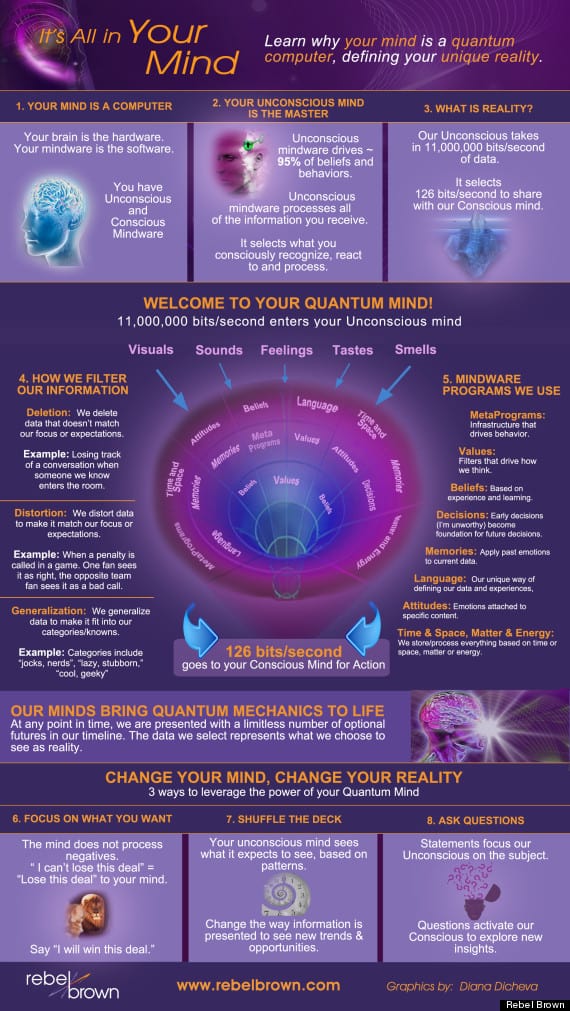 It's All in Your
Mind
Learn why your mind is a quantum
computer, defining your unique reality.
1. YOUR MIND IS A COMPUTER
Your brain is the hardware.
Your mindware is the software.
You have
Unconscious
and
Conscious
Mindware
2. YOUR UNCONSCIOUS MIND
IS THE MASTER
Unconscious
mindware drives ~
95% of beliefs and
behaviors.
Unconscious
mindware processes all
of the information you receive.
It selects what you
consciously recognize, react
to and process.
3. WHAT IS REALITY?
Our Unconscious takes
in 11,000,000 bits/second
of data.
It selects
126 bits/second to share
with our Conscious mind.
WELCOME TO YOUR QUANTUM MIND!
11,000,000 bits/second enters your Unconscious mind
Visuals Sounds Feelings Tastes Smells
4. HOW WE FILTER
OUR INFORMATION
Deletion: We delete
data that doesn't match
our focus or expectations.
Example: Losing track
of a conversation when
someone we know
enters the room.
Distortion: We distort data
to make it match our focus or
expectations.
Example: When a penalty is
called in a game. One fan sees
it as right, the opposite team
fan sees it as a bad call.
Generalization: We generalize
data to make it fit into our
categories/knowns.
Example: Categories include
"jocks, nerds", "lazy, stubborn,"
"cool, geeky"
MetaPrograms
Time and
Space
Attitudes
Beliefs
Language
Time and
Space
Memories
Matter and Energy
Language
Memories
Memories
Meta
Programs
Values
Attitudes
Decisions
Beliefs
Values
Beliefs
5. MINDWARE
PROGRAMS WE USE
MetaPrograms:
Infrastructure that
drives behavior.
Values:
Filters that drive how
we think.
Beliefs: Based on
experience and learning.
Decisions: Early decisions
(I'm unworthy) become
foundation for future decisions.
Memories: Apply past emotions
to current data.
Language: Our unique way of
defining our data and experiences,
Attitudes: Emotions attached to
specific content.
Time & Space, Matter & Energy:
We store/process everything based on time or
space, matter or energy.
126 bits/second
goes to your Conscious Mind for Action
OUR MINDS BRING QUANTUM MECHANICS TO LIFE
At any point in time, we are presented with a limitless number of optional
futures in our timeline. The data we select represents what we choose to
see as reality.
CHANGE YOUR MIND, CHANGE YOUR REALITY
3 ways to leverage the power of your Quantum Mind
6. FOCUS ON WHAT YOU WANT
The mind does not process
negatives.
" I can't lose this deal" =
"Lose this deal" to your mind.
Say "I will win this deal."
7. SHUFFLE THE DECK
Your unconscious mind sees
what it expects to see, based on
patterns.
Change the way information is
presented to see new trends &
opportunities.
8. ASK QUESTIONS
Statements focus our
Unconscious on the subject.
Questions activate our
Conscious to explore new
insights.
rebel
brown
www.rebelbrown.com
Graphics by: Diana Dicheva
Rebel Brown